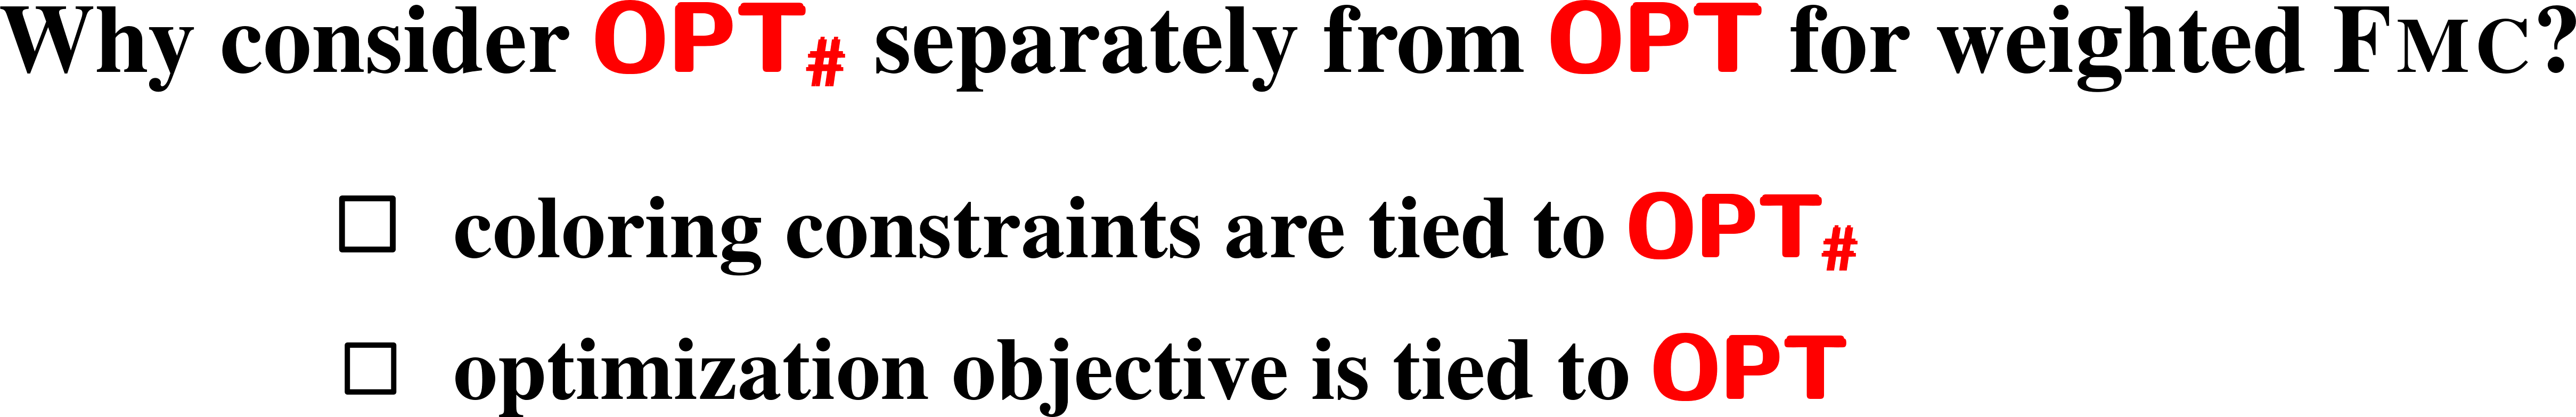 Why consider OPT# separately from OPT for weighted FMC?
☐ coloring constraints are tied to OPT#
☐ optimization objective is tied to OPT